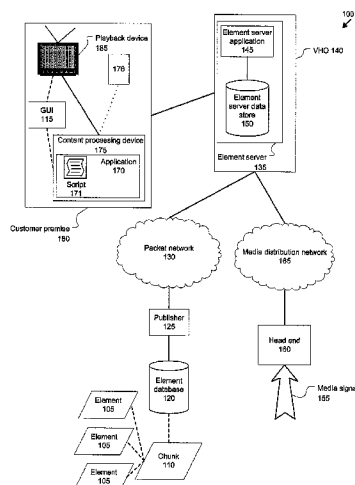 100
Playback device
185
176
GUI
115
Content processing device
175
Application
170
Script
171
Customer premise
180
Element server
application
145
VHO 140
Element
server data
store
150
Element server
135
Packet network
130
Media distribution network
165
Publisher
125
Head end
160
Element
database
120
Media signal
155
Element
105
Element
105
Element
105
Chunk
110